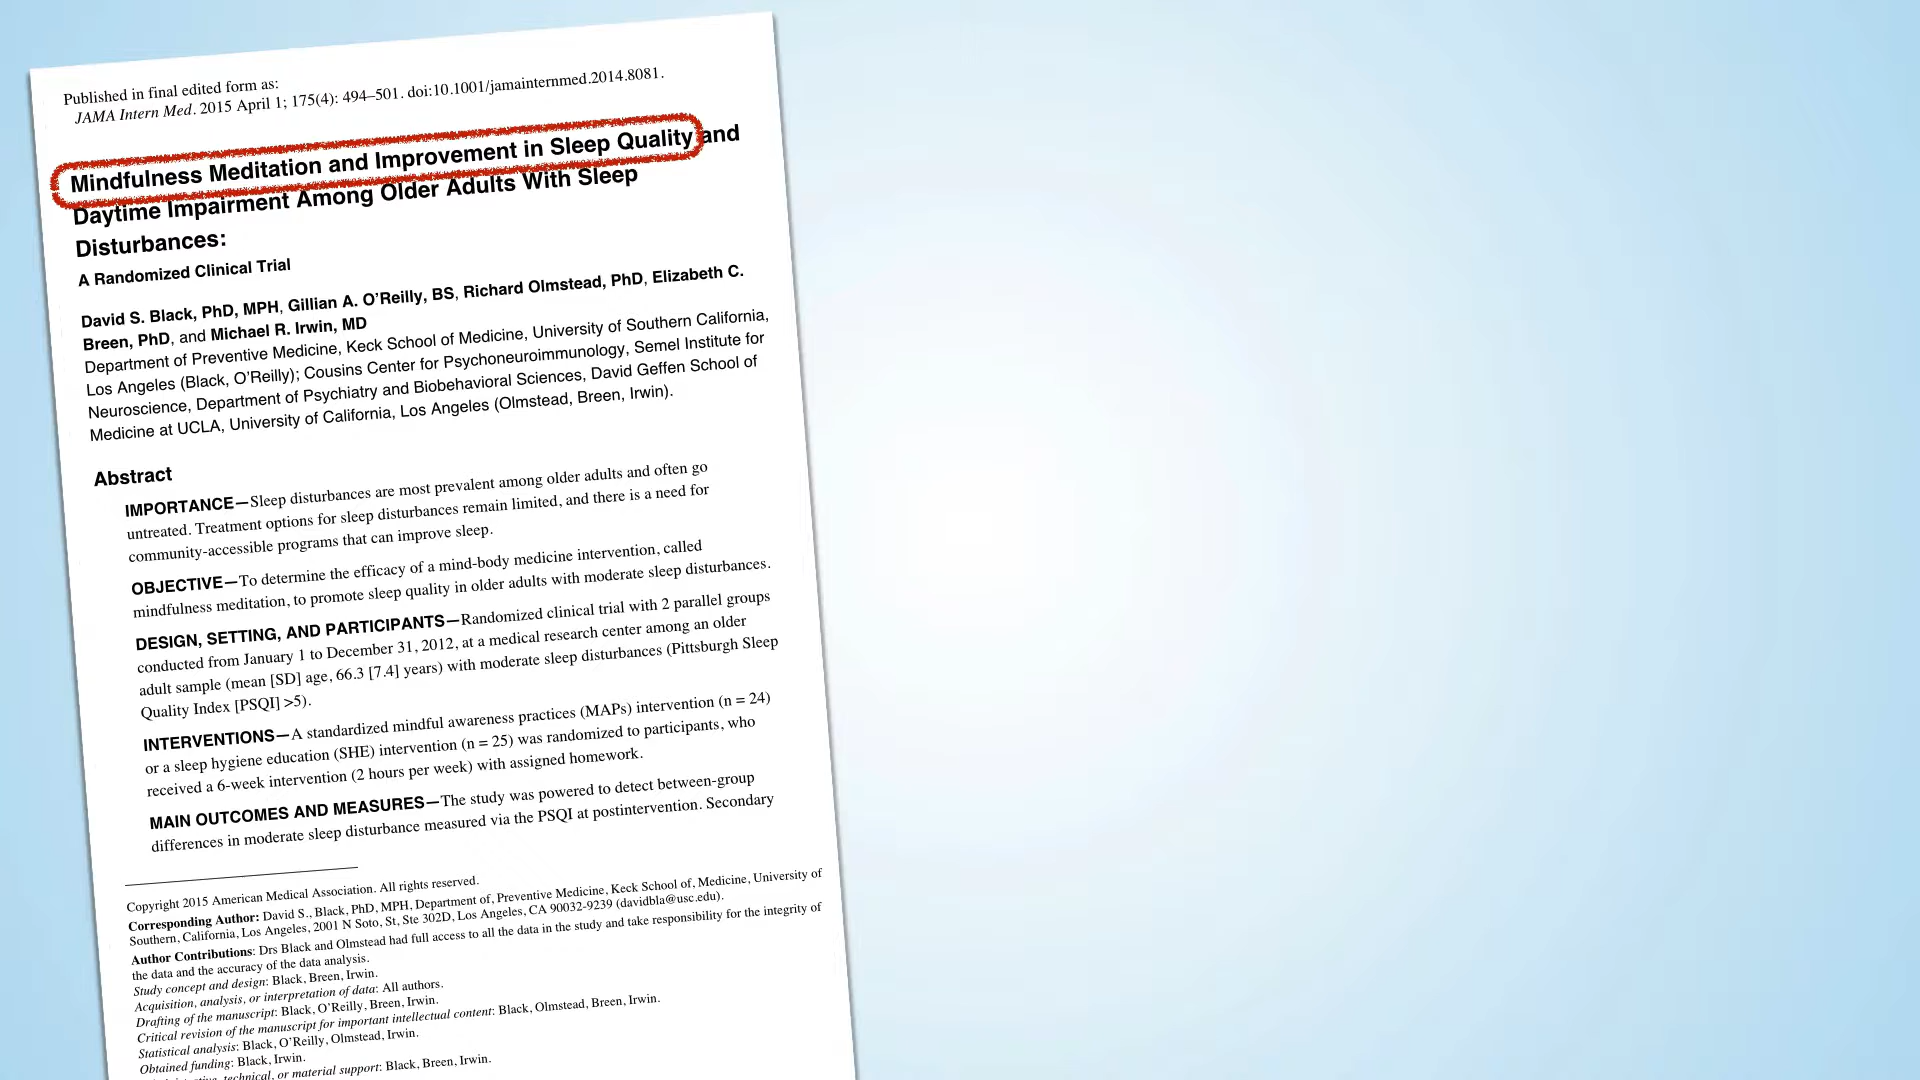 Published in final edited form as:
JAMA Intern Med. 2015 April 1; 175(4): 494–501. doi:10.1001/jamainternmed.2014.8081.
Mindfulness Meditation and Improvement in Sleep Quality and
Daytime Impairment Among Older Adults With Sleep
Disturbances:
A Randomized Clinical Trial
David S. Black, PhD, MPH, Gillian A. O’Reilly, BS, Richard Olmstead, PhD, Elizabeth C.
Breen, PhD, and Michael R. Irwin, MD
Department of Preventive Medicine, Keck School of Medicine, University of Southern California,
Los Angeles (Black, O’Reilly); Cousins Center for Psychoneuroimmunology, Semel Institute for
Neuroscience, Department of Psychiatry and Biobehavioral Sciences, David Geffen School of
Medicine at UCLA, University of California, Los Angeles (Olmstead, Breen, Irwin).
Abstract
IMPORTANCE—Sleep disturbances are most prevalent among older adults and often go
untreated. Treatment options for sleep disturbances remain limited, and there is a need for
community-accessible programs that can improve sleep.
OBJECTIVE—To determine the efficacy of a mind-body medicine intervention, called
mindfulness meditation, to promote sleep quality in older adults with moderate sleep disturbances.
DESIGN, SETTING, AND PARTICIPANTS—Randomized clinical trial with 2 parallel groups
conducted from January 1 to December 31, 2012, at a medical research center among an older
adult sample (mean [SD] age, 66.3 [7.4] years) with moderate sleep disturbances (Pittsburgh Sleep
Quality Index [PSQI] >5).
INTERVENTIONS—A standardized mindful awareness practices (MAPs) intervention (n = 24)
or a sleep hygiene education (SHE) intervention (n = 25) was randomized to participants, who
received a 6-week intervention (2 hours per week) with assigned homework.
MAIN OUTCOMES AND MEASURES—The study was powered to detect between-group
differences in moderate sleep disturbance measured via the PSQI at postintervention. Secondary
Copyright 2015 American Medical Association. All rights reserved.
Corresponding Author: David S., Black, PhD, MPH, Department of, Preventive Medicine, Keck School of, Medicine, University of
Southern, California, Los Angeles, 2001 N Soto, St, Ste 302D, Los Angeles, CA 90032-9239 (davidbla@usc.edu).
Author Contributions: Drs Black and Olmstead had full access to all the data in the study and take responsibility for the integrity of
the data and the accuracy of the data analysis.
Study concept and design: Black, Breen, Irwin.
Acquisition, analysis, or interpretation of data: All authors.
Drafting of the manuscript: Black, O’Reilly, Breen, Irwin.
Critical revision of the manuscript for important intellectual content: Black, Olmstead, Breen, Irwin.
Statistical analysis: Black, O’Reilly, Olmstead, Irwin.
Obtained funding: Black, Irwin.
technical, or material support: Black, Breen, Irwin.